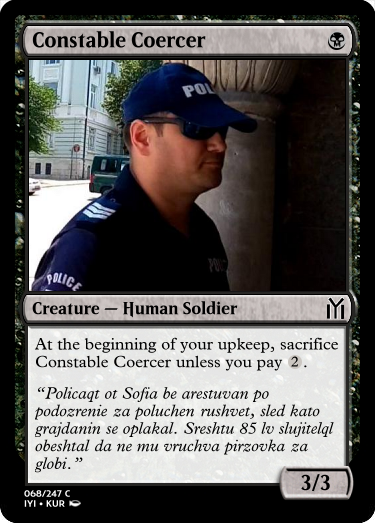 Constable Coercer
POL
POLICE
Creature — Human Soldier
At the beginning of your upkeep, sacrifice
Constable Coercer unless you pay 2.
"Policaqt ot Sofia be arestuvan po
podozrenie za poluchen rushvet, sled kato
grajdanin se oplakal. Sreshtu 85 lv slujitelql
obeshtal da ne mu vruchva pirzovka za
globi."
3/3
068/247 C
IYI • KUR